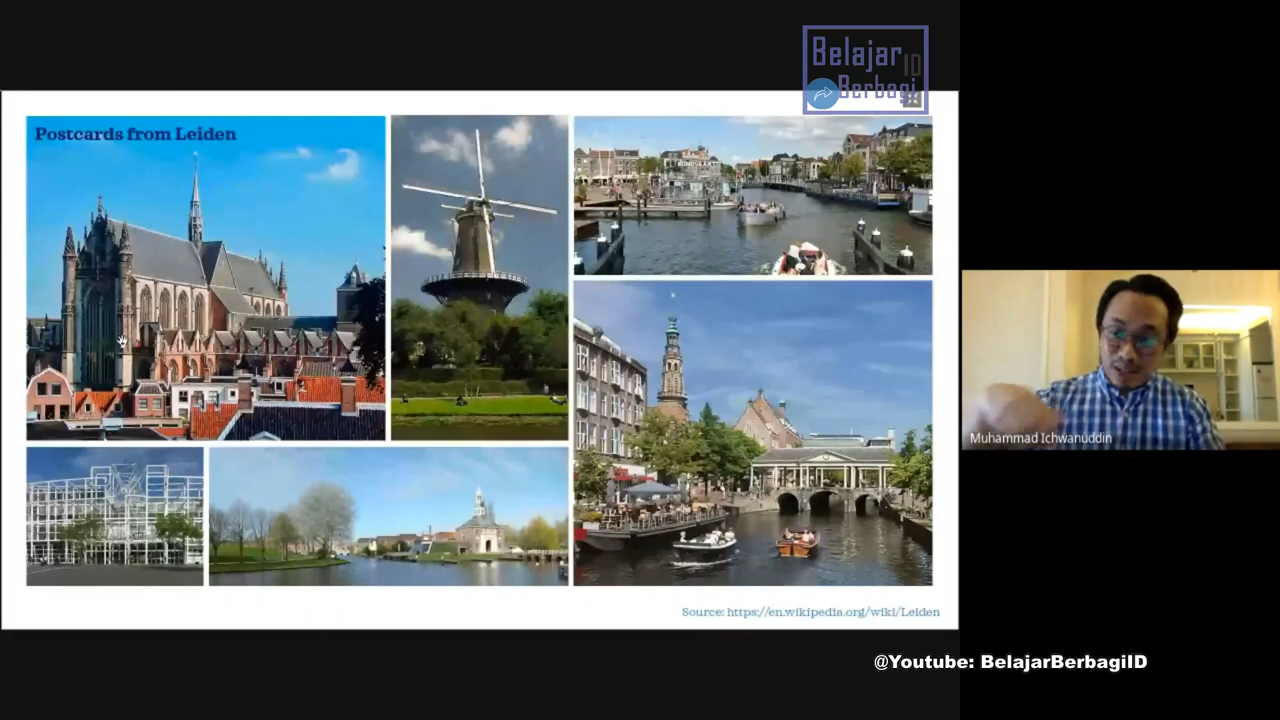 Belajar ID
Berbagi
Postcards from Leiden
Muhammad Ichwanuddin
Source: https://en.wikipedia.org/wiki/Leiden
@Youtube: BelajarBerbagiID